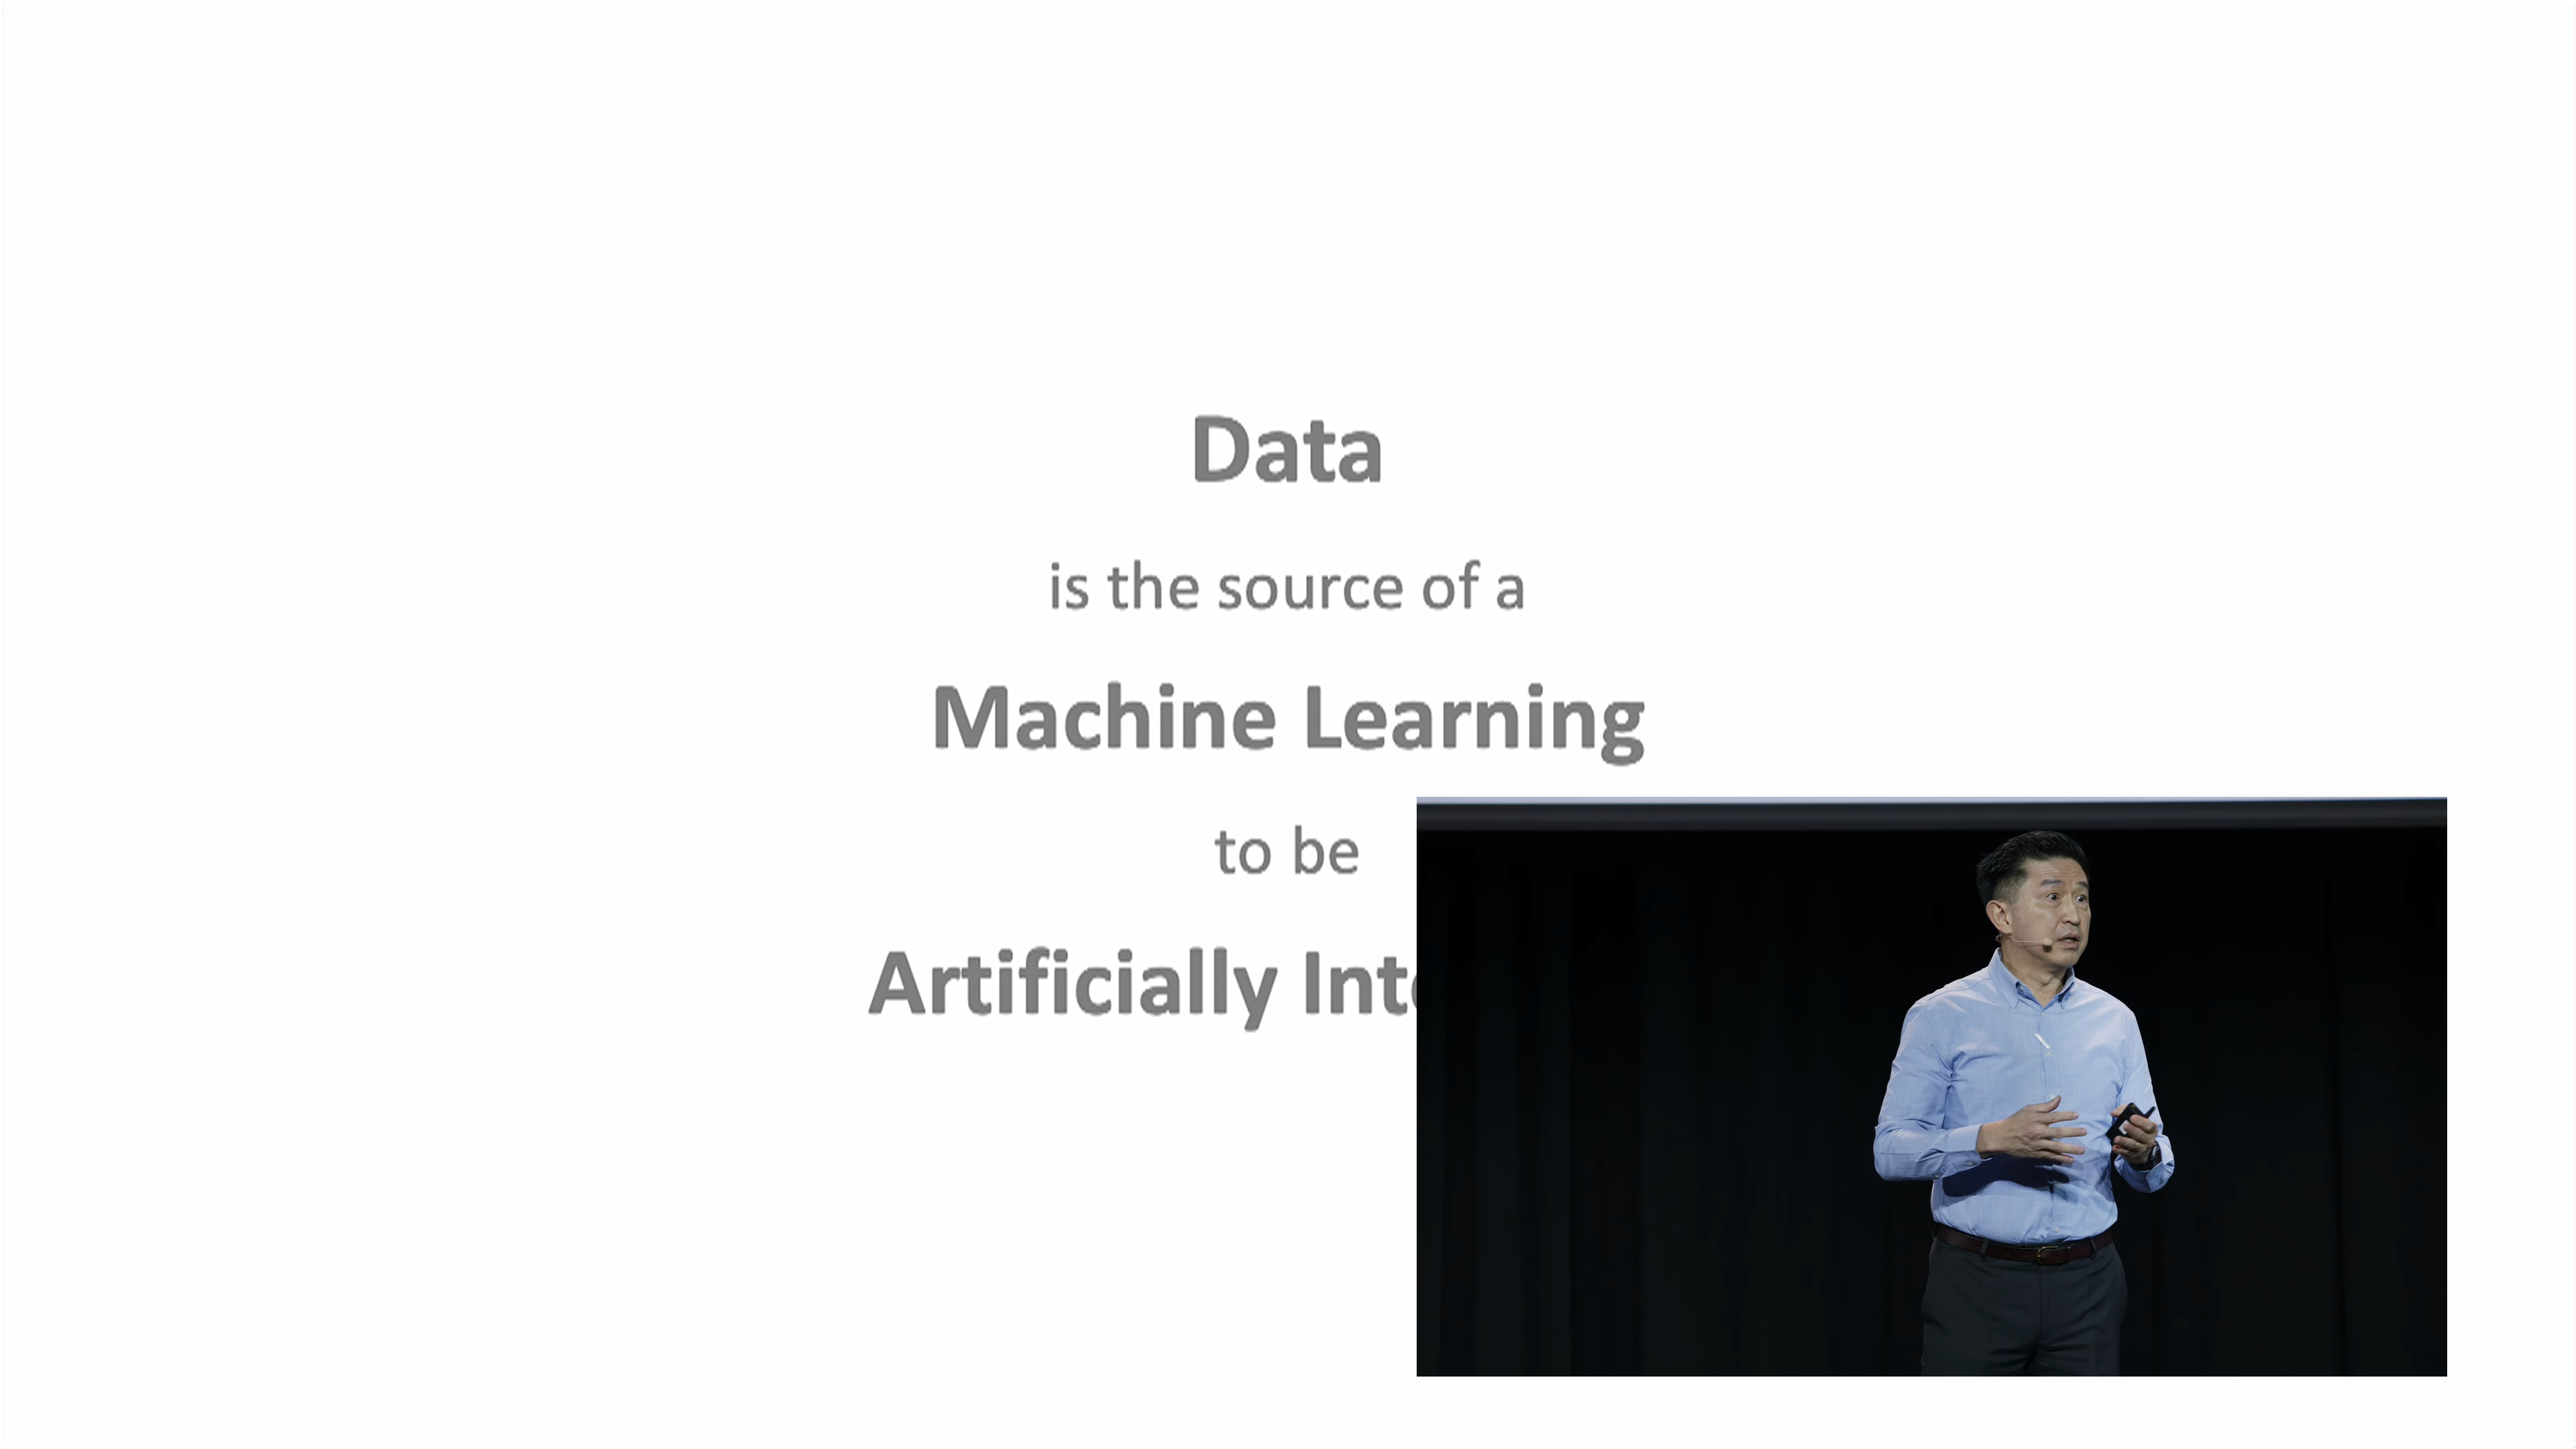 Data
is the source of a
Machine Learning
to be
Artificially